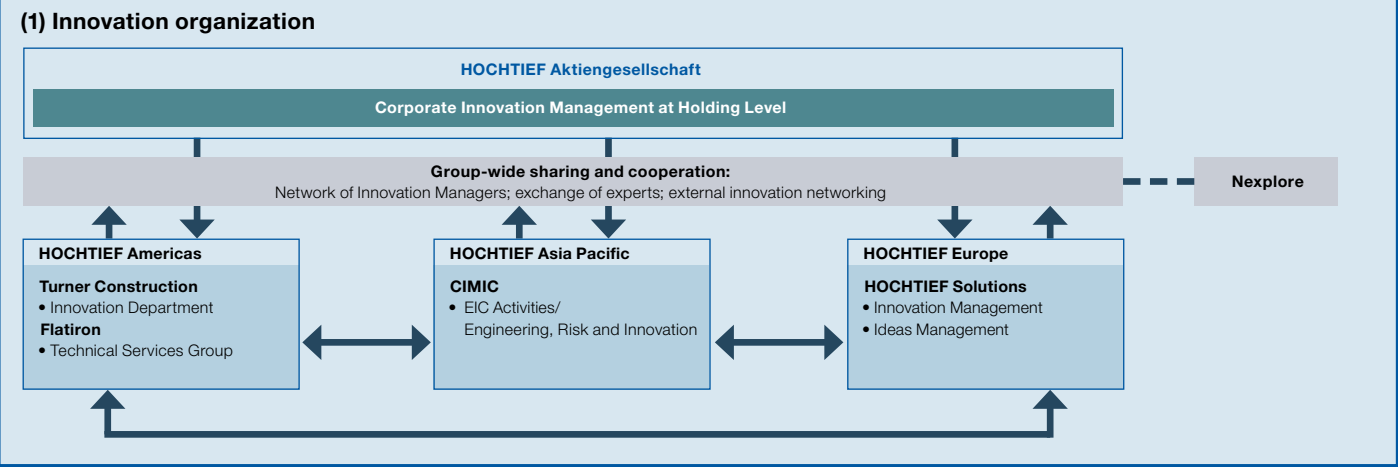 (1) Innovation organization
HOCHTIEF Aktiengesellschaft
Corporate Innovation Management at Holding Level
Group-wide sharing and cooperation:
Network of Innovation Managers; exchange of experts; external innovation networking
Nexplore
HOCHTIEF Americas
Turner Construction
• Innovation Department
Flatiron
• Technical Services Group
HOCHTIEF Asia Pacific
CIMIC
• EIC Activities/
Engineering, Risk and Innovation
HOCHTIEF Europe
HOCHTIEF Solutions
• Innovation Management
• Ideas Management